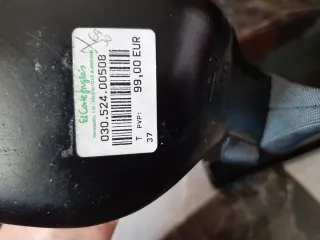 El Corte Inglés
030.524.00508
T PVP: 99,00 EUR
37